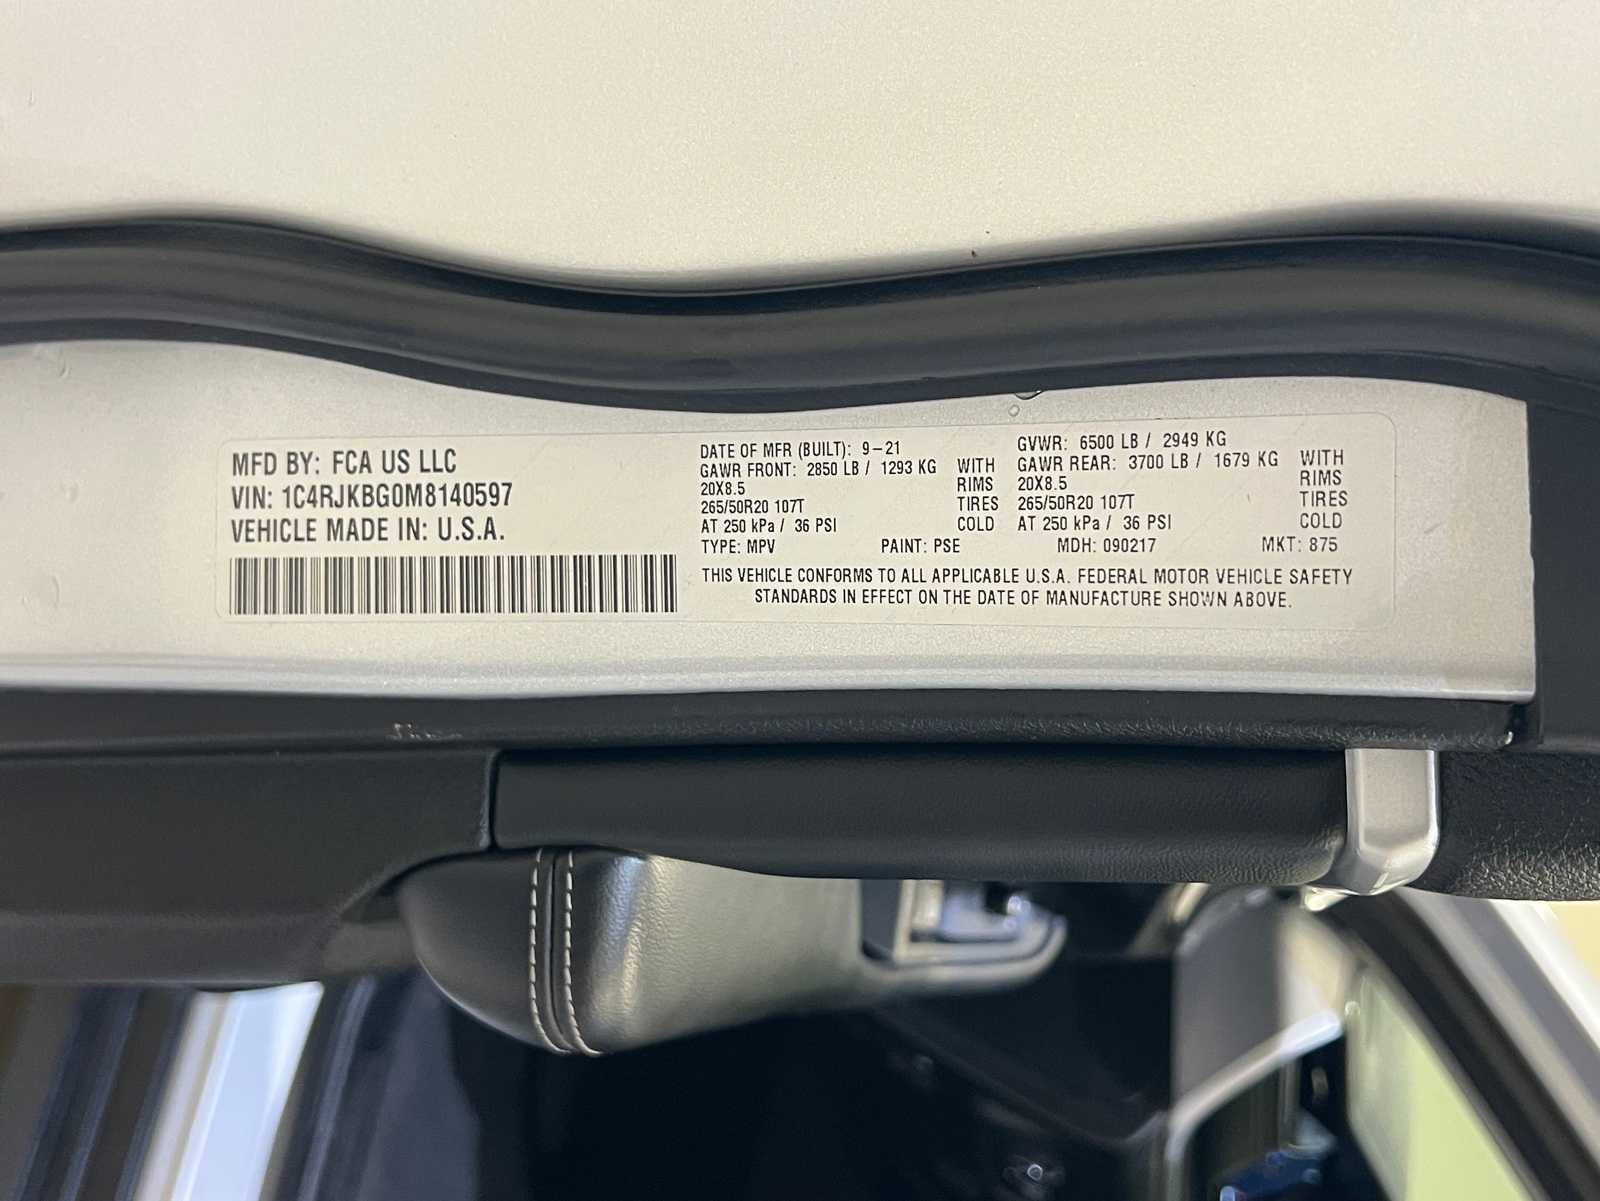 MFD BY: FCA US LLC
VIN: 1C4RJKBG0M8140597
VEHICLE MADE IN: U.S.A.
DATE OF MFR (BUILT): 9-21
GAWR FRONT: 2850 LB / 1293 KG WITH
20X8.5 RIMS
265/50R20 107T TIRES
AT 250 kPa / 36 PSI COLD
GVWR: 6500 LB / 2949 KG
GAWR REAR: 3700 LB / 1679 KG WITH
20X8.5 RIMS
265/50R20 107T TIRES
AT 250 kPa / 36 PSI COLD
TYPE: MPV PAINT: PSE MDH: 090217 MKT: 875
THIS VEHICLE CONFORMS TO ALL APPLICABLE U.S.A. FEDERAL MOTOR VEHICLE SAFETY
STANDARDS IN EFFECT ON THE DATE OF MANUFACTURE SHOWN ABOVE.